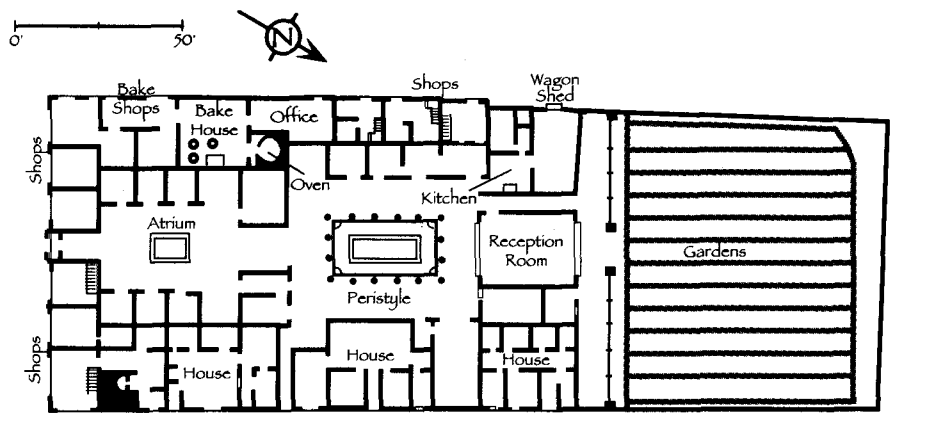 0'
50'
N
Bake
Shops
Bake
House
Office
Shops
Wagon
Shed
Shops
Oven
Kitchen
Atrium
Reception
Room
Gardens
Peristyle
House
House
House
Shops